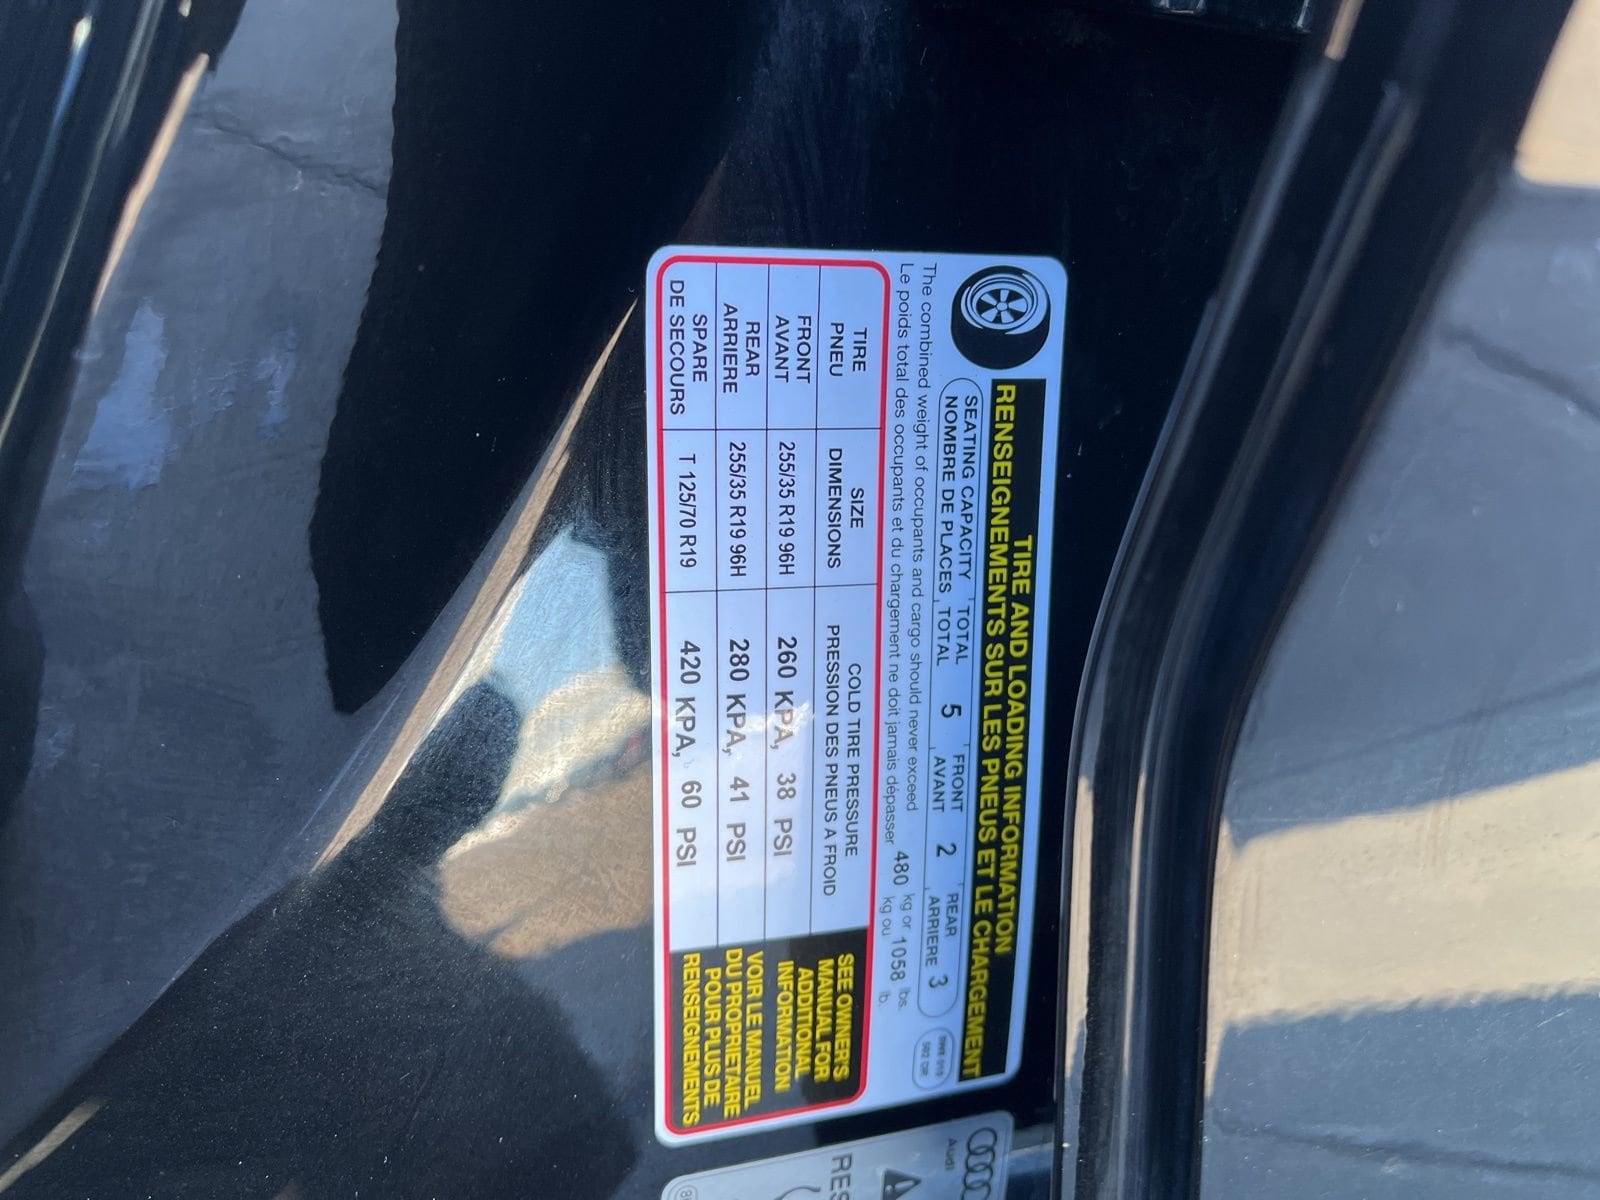 TIRE AND LOADING INFORMATION
RENSEIGNEMENTS SUR LES PNEUS ET LE CHARGEMENT
SEATING CAPACITY TOTAL 5 FRONT 2 REAR 3
NOMBRE DE PLACES TOTAL AVANT ARRIERE
The combined weight of occupants and cargo should never exceed 480 kg or 1058 lbs.
Le poids total des occupants et du chargement ne doit jamais dépasser kg ou lb.
TIRE SIZE COLD TIRE PRESSURE
PNEU DIMENSIONS PRESSION DES PNEUS A FROID
FRONT
AVANT 255/35 R19 96H 260 KPA, 38 PSI
REAR
ARRIERE 255/35 R19 96H 280 KPA, 41 PSI
SPARE
DE SECOURS T 125/70 R19 420 KPA, 60 PSI
SEE OWNER'S
MANUAL FOR
ADDITIONAL
INFORMATION
VOIR LE MANUEL
DU PROPRIETAIRE
POUR PLUS DE
RENSEIGNEMENTS
Audi